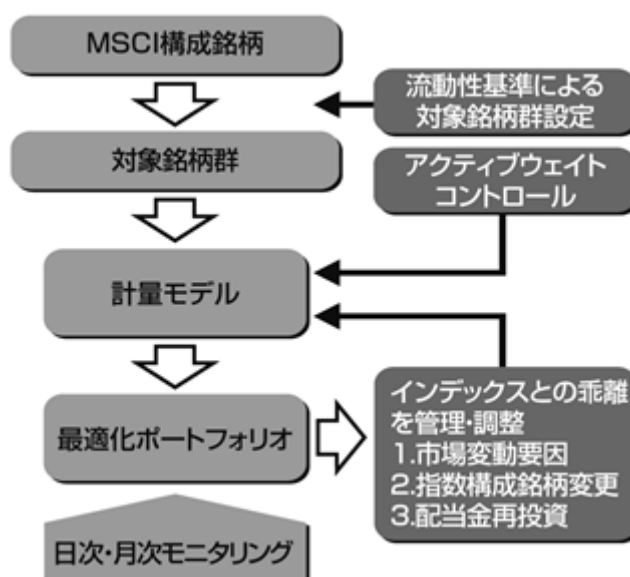 MSCI構成銘柄
流動性基準による
対象銘柄群設定
対象銘柄群
アクティブウェイト
コントロール
計量モデル
最適化ポートフォリオ
インデックスとの乖離
を管理・調整
1.市場変動要因
2.指数構成銘柄変更
3.配当金再投資
日次・月次モニタリング